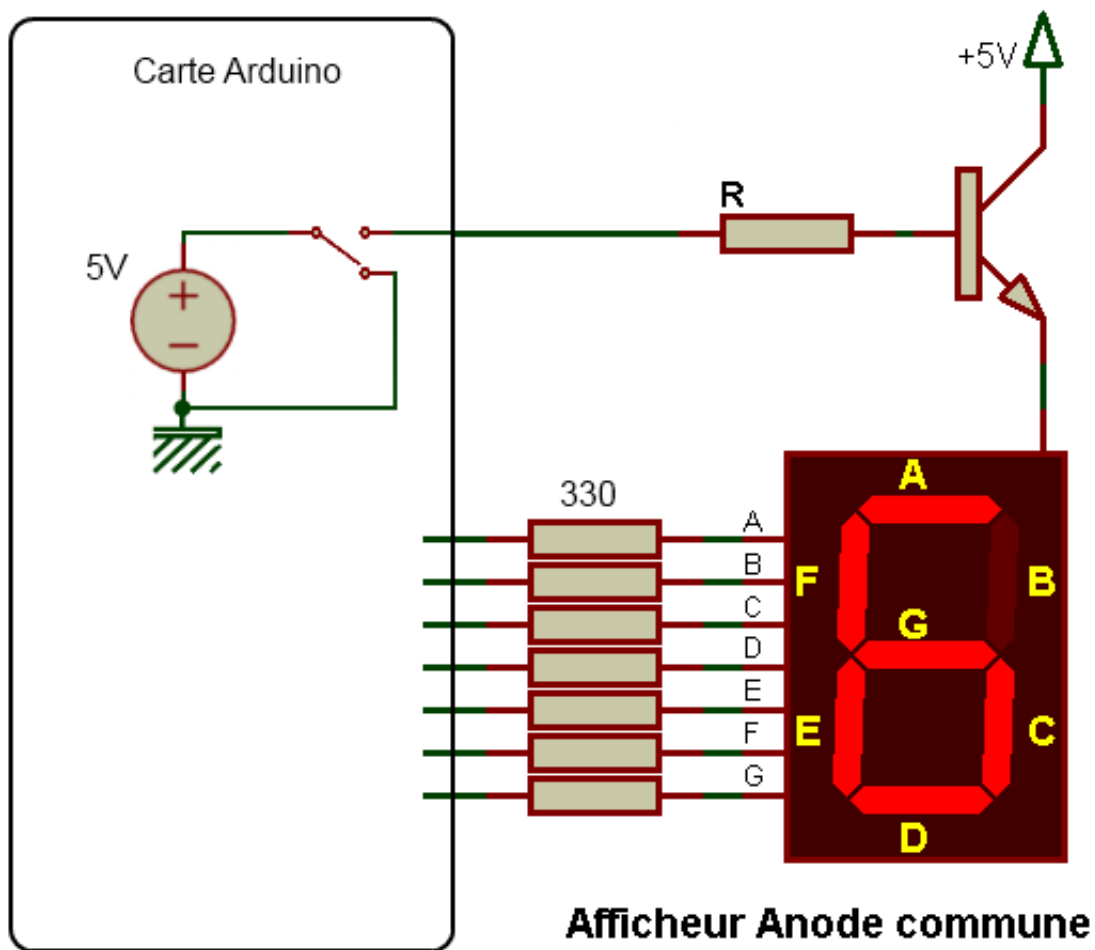 Carte Arduino
+5V
R
5V
+
−
330
A
B
C
D
E
F
G
A
F
B
G
E
C
D
Afficheur Anode commune